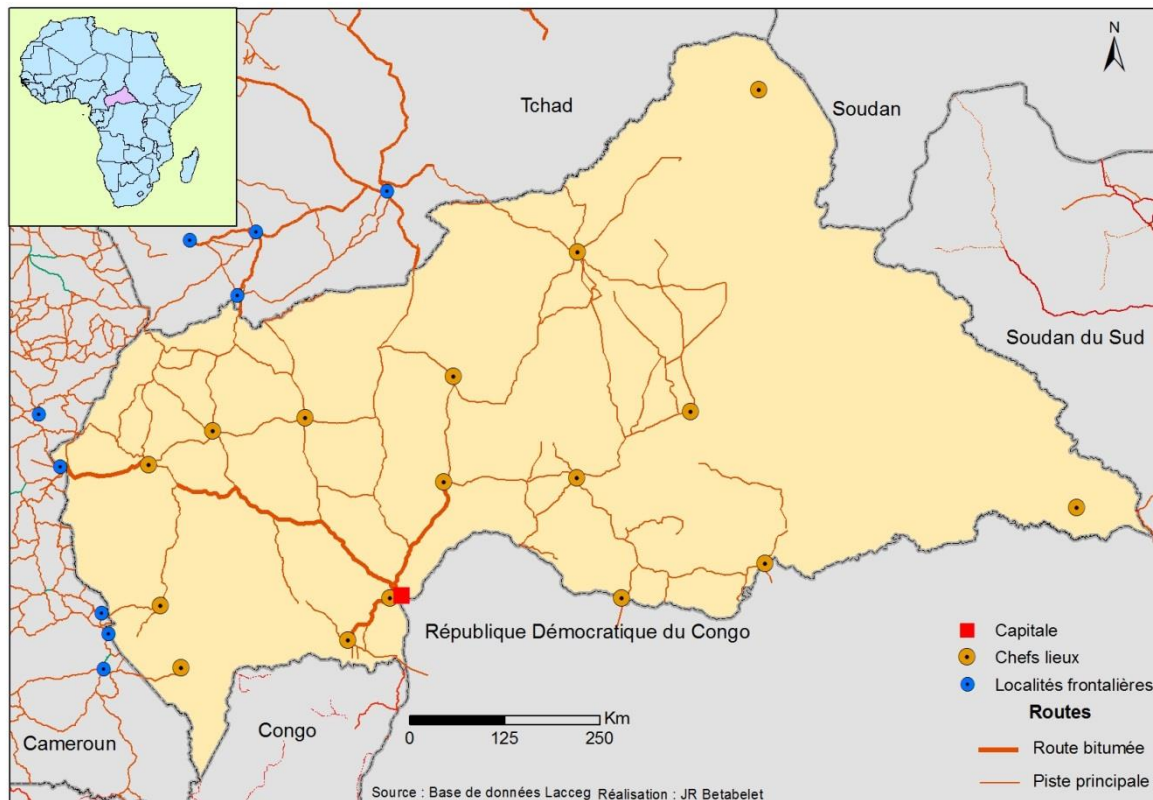 N
Tchad
Soudan
Soudan du Sud
République Démocratique du Congo
Cameroun
Congo
Km
0 125 250
Capitale
Chefs lieux
Localités frontalières
Routes
Route bitumée
Piste principale
Source : Base de données Lacceg Réalisation : JR Betabelet